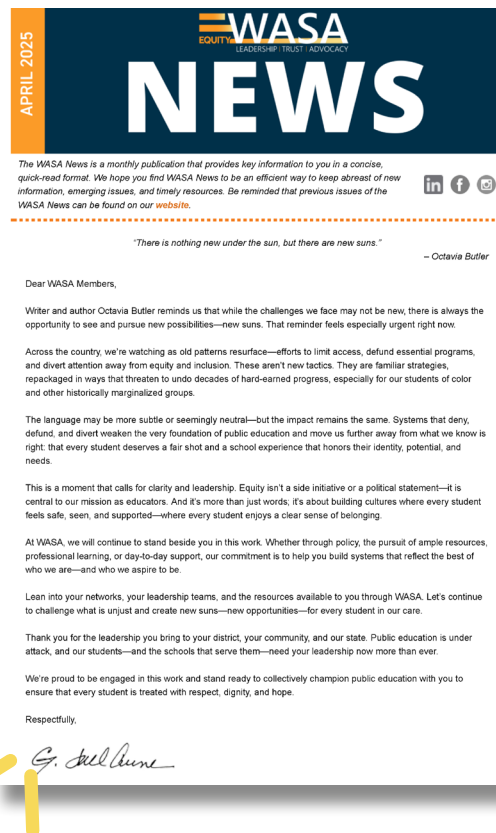 APRIL 2025
EQUITY WASA
LEADERSHIP | TRUST | ADVOCACY
NEWS
The WASA News is a monthly publication that provides key information to you in a concise,
quick-read format. We hope you find WASA News to be an efficient way to keep abreast of new
information, emerging issues, and timely resources. Be reminded that previous issues of the
WASA News can be found on our website.
in f
"There is nothing new under the sun, but there are new suns."
– Octavia Butler
Dear WASA Members,
Writer and author Octavia Butler reminds us that while the challenges we face may not be new, there is always the
opportunity to see and pursue new possibilities—new suns. That reminder feels especially urgent right now.
Across the country, we're watching as old patterns resurface—efforts to limit access, defund essential programs,
and divert attention away from equity and inclusion. These aren't new tactics. They are familiar strategies,
repackaged in ways that threaten to undo decades of hard-earned progress, especially for our students of color
and other historically marginalized groups.
The language may be more subtle or seemingly neutral—but the impact remains the same. Systems that deny,
defund, and divert weaken the very foundation of public education and move us further away from what we know is
right: that every student deserves a fair shot and a school experience that honors their identity, potential, and
needs.
This is a moment that calls for clarity and leadership. Equity isn't a side initiative or a political statement—it is
central to our mission as educators. And it's more than just words; it's about building cultures where every student
feels safe, seen, and supported—where every student enjoys a clear sense of belonging.
At WASA, we will continue to stand beside you in this work. Whether through policy, the pursuit of ample resources,
professional learning, or day-to-day support, our commitment is to help you build systems that reflect the best of
who we are—and who we aspire to be.
Lean into your networks, your leadership teams, and the resources available to you through WASA. Let's continue
to challenge what is unjust and create new suns—new opportunities—for every student in our care.
Thank you for the leadership you bring to your district, your community, and our state. Public education is under
attack, and our students—and the schools that serve them—need your leadership now more than ever.
We're proud to be engaged in this work and stand ready to collectively champion public education with you to
ensure that every student is treated with respect, dignity, and hope.
Respectfully,
G. Joel Aune